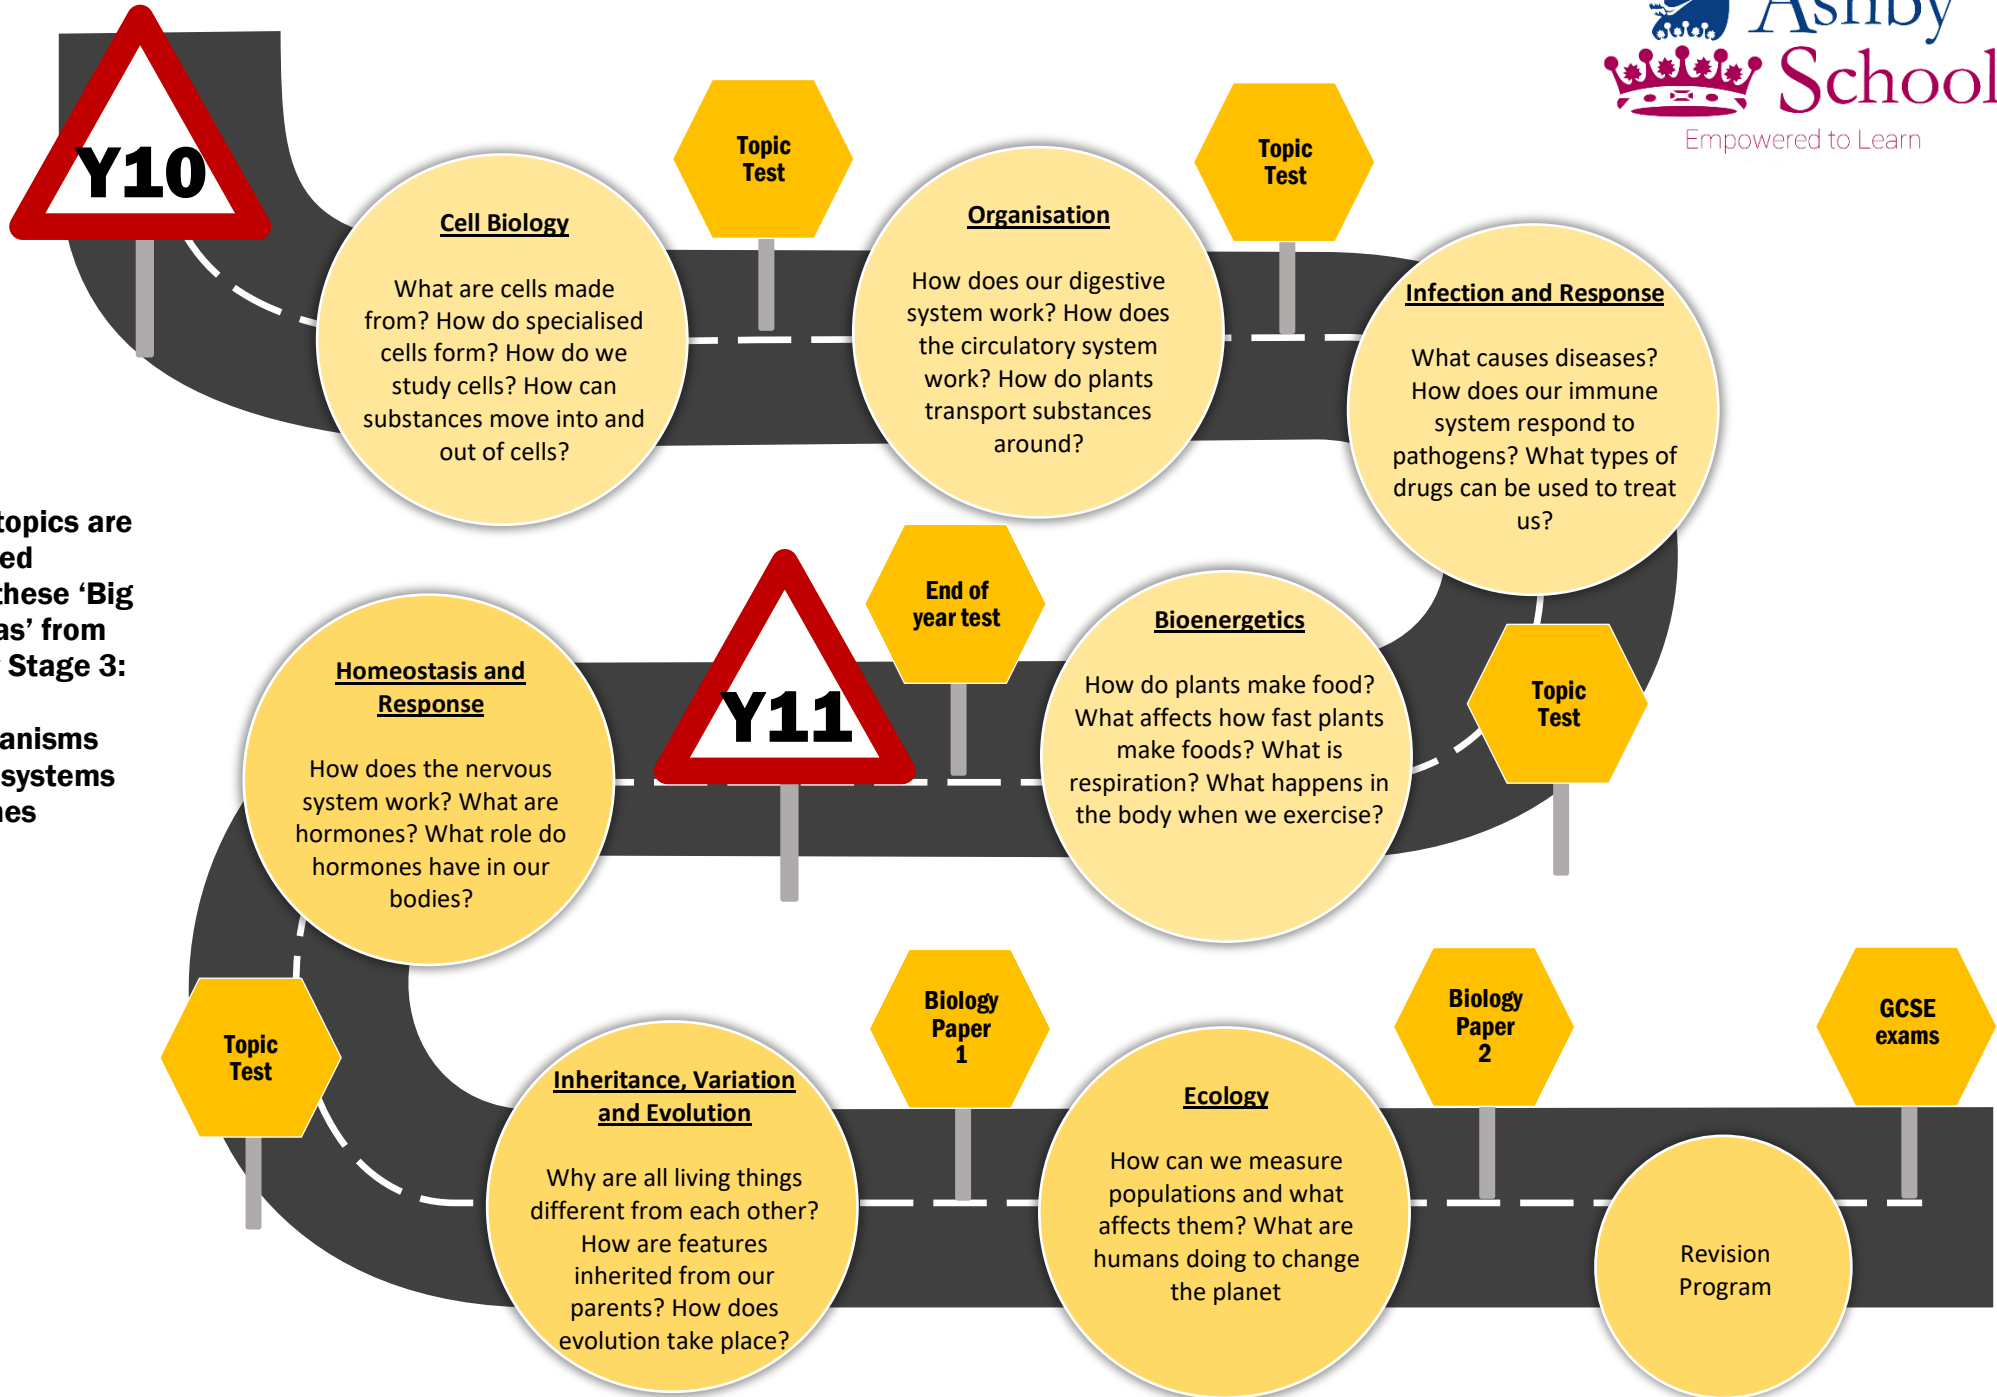 Ashby
School
Empowered to Learn
Y10
Cell Biology
What are cells made
from? How do specialised
cells form? How do we
study cells? How can
substances move into and
out of cells?
Topic
Test
Organisation
How does our digestive
system work? How does
the circulatory system
work? How do plants
transport substances
around?
Topic
Test
Infection and Response
What causes diseases?
How does our immune
system respond to
pathogens? What types of
drugs can be used to treat
us?
Topic
Test
Bioenergetics
How do plants make food?
What affects how fast plants
make foods? What is
respiration? What happens in
the body when we exercise?
End of
year test
Y11
Homeostasis and
Response
How does the nervous
system work? What are
hormones? What role do
hormones have in our
bodies?
topics are
these ‘Big
from
Stage 3:
Topic
Test
Inheritance, Variation
and Evolution
Why are all living things
different from each other?
How are features
inherited from our
parents? How does
evolution take place?
Biology
Paper
1
Ecology
How can we measure
populations and what
affects them? What are
humans doing to change
the planet
Biology
Paper
2
Revision
Program
GCSE
exams